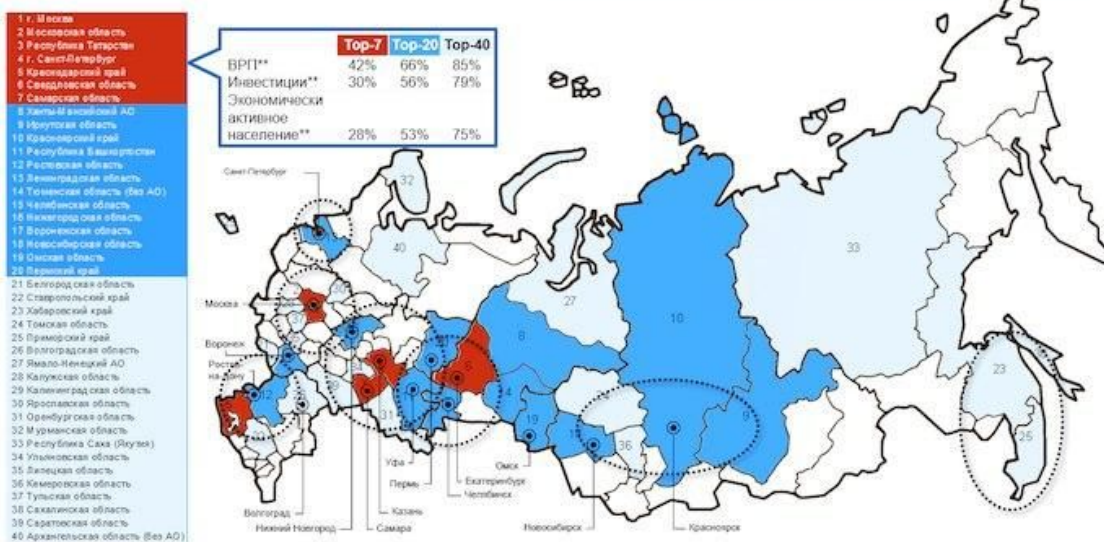 1 г. Москва
2 Московская область
3 Республика Татарстан
4 г. Санкт-Петербург
5 Краснодарский край
6 Свердловская область
7 Самарская область
8 Ханты-Мансийский АО
9 Иркутская область
10 Красноярский край
11 Республика Башкортостан
12 Ростовская область
13 Ленинградская область
14 Тюменская область (без АО)
15 Челябинская область
16 Нижегородская область
17 Воронежская область
18 Новосибирская область
19 Омская область
20 Пермский край
21 Белгородская область
22 Ставропольский край
23 Хабаровский край
24 Томская область
25 Приморский край
26 Волгоградская область
27 Ямало-Ненецкий АО
28 Калужская область
29 Калининградская область
30 Ярославская область
31 Оренбургская область
32 Мурманская область
33 Республика Саха (Якутия)
34 Ульяновская область
35 Липецкая область
36 Кемеровская область
37 Тульская область
38 Сахалинская область
39 Саратовская область
40 Архангельская область (без АО)
Top-7 Top-20 Top-40
ВРП** 42% 66% 85%
Инвестиции** 30% 56% 79%
Экономически
активное
население** 28% 53% 75%
Санкт-Петербург
32
40
33
27
Москва
37
10
8
Воронеж
Ростов-
на-Дону
12
6
23
9
31
19
36
25
Уфа
Омск
Пермь
Екатеринбург
Челябинск
Волгоград
Казань
Нижний Новгород
Самара
Новосибирск
Красноярск